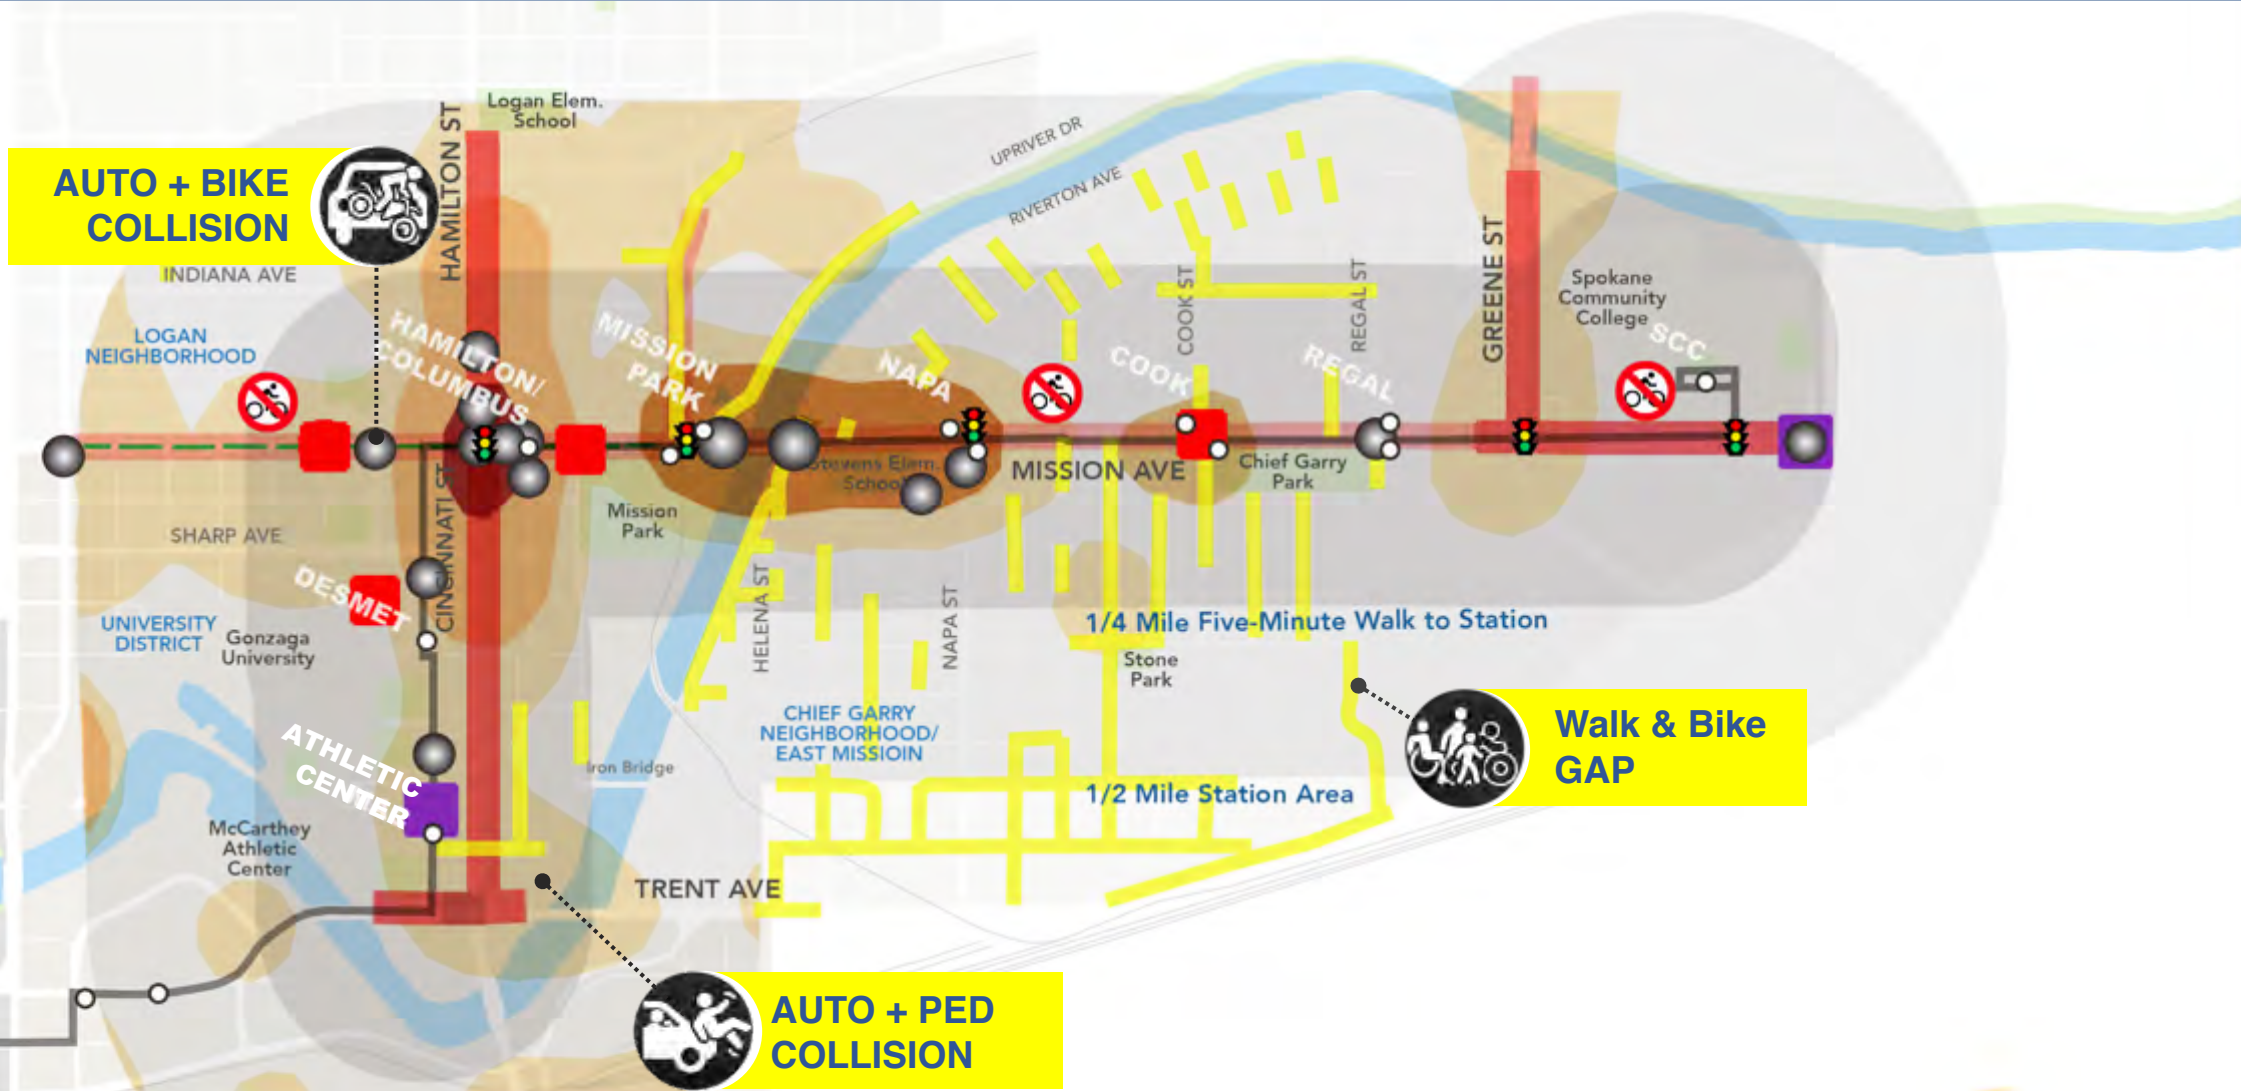 Logan Elem.
School
HAMILTON ST
AUTO + BIKE
COLLISION
INDIANA AVE
LOGAN
NEIGHBORHOOD
UPRIVER DR
RIVERTON AVE
HAMILTON/
COLUMBUS
MISSION
PARK
NAPA
COOK
COOK ST
REGAL
REGAL ST
GREENE ST
Spokane
Community
College
SCC
Stevens Elem.
School
MISSION AVE
Chief Garry
Park
Mission
Park
SHARP AVE
CINCINNATI ST
DESMET
UNIVERSITY
DISTRICT
Gonzaga
University
HELENA ST
NAPA ST
1/4 Mile Five-Minute Walk to Station
Stone
Park
CHIEF GARRY
NEIGHBORHOOD/
EAST MISSIOIN
Walk & Bike
GAP
ATHLETIC
CENTER
Iron Bridge
1/2 Mile Station Area
McCarthey
Athletic
Center
TRENT AVE
AUTO + PED
COLLISION